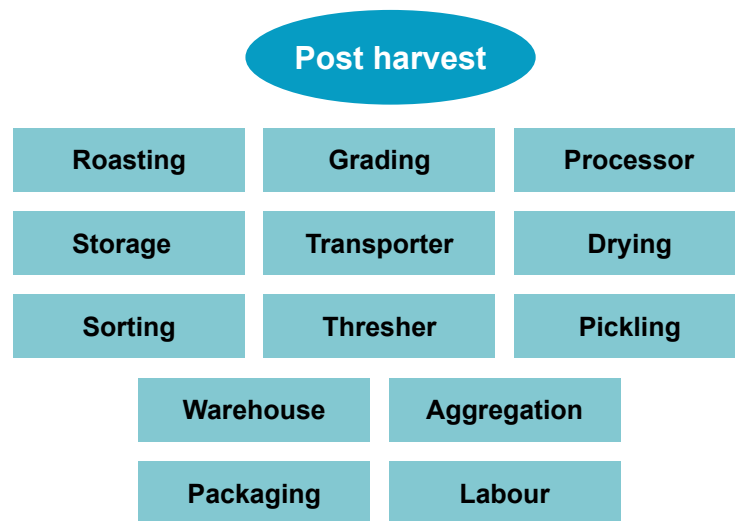 Post harvest
Roasting
Grading
Processor
Storage
Transporter
Drying
Sorting
Thresher
Pickling
Warehouse
Aggregation
Packaging
Labour